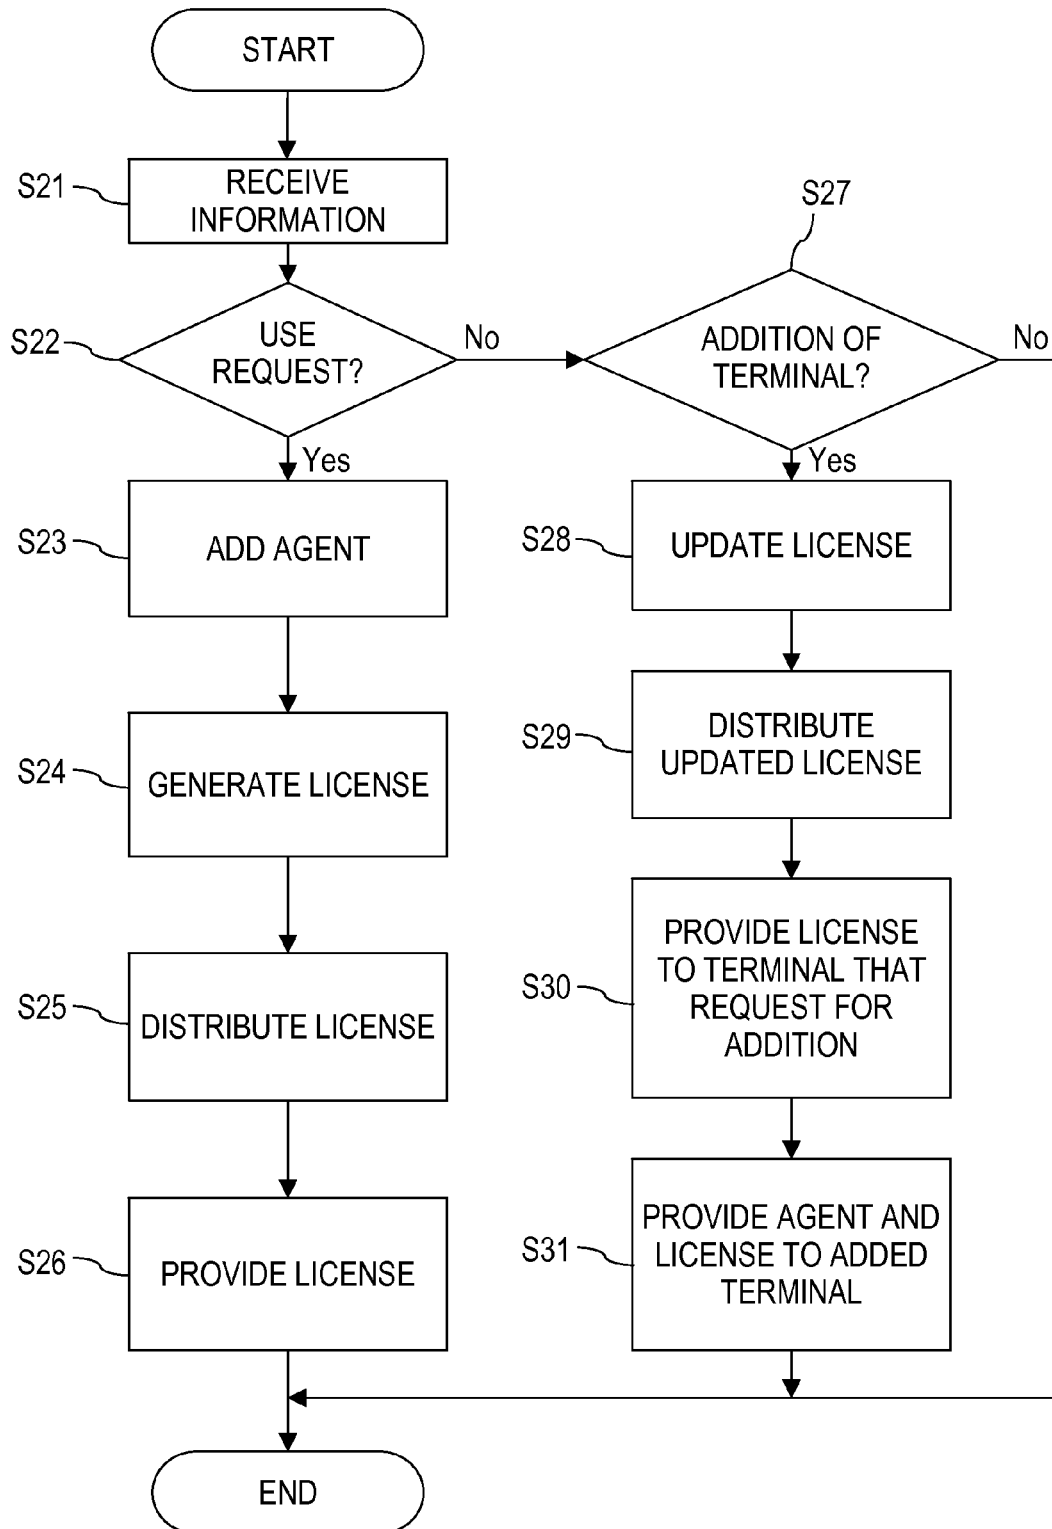 START
S21
RECEIVE
INFORMATION
S22
USE
REQUEST?
No
Yes
S23
ADD AGENT
S24
GENERATE LICENSE
S25
DISTRIBUTE LICENSE
S26
PROVIDE LICENSE
S27
ADDITION OF
TERMINAL?
No
Yes
S28
UPDATE LICENSE
S29
DISTRIBUTE
UPDATED LICENSE
S30
PROVIDE LICENSE
TO TERMINAL THAT
REQUEST FOR
ADDITION
S31
PROVIDE AGENT AND
LICENSE TO ADDED
TERMINAL
END